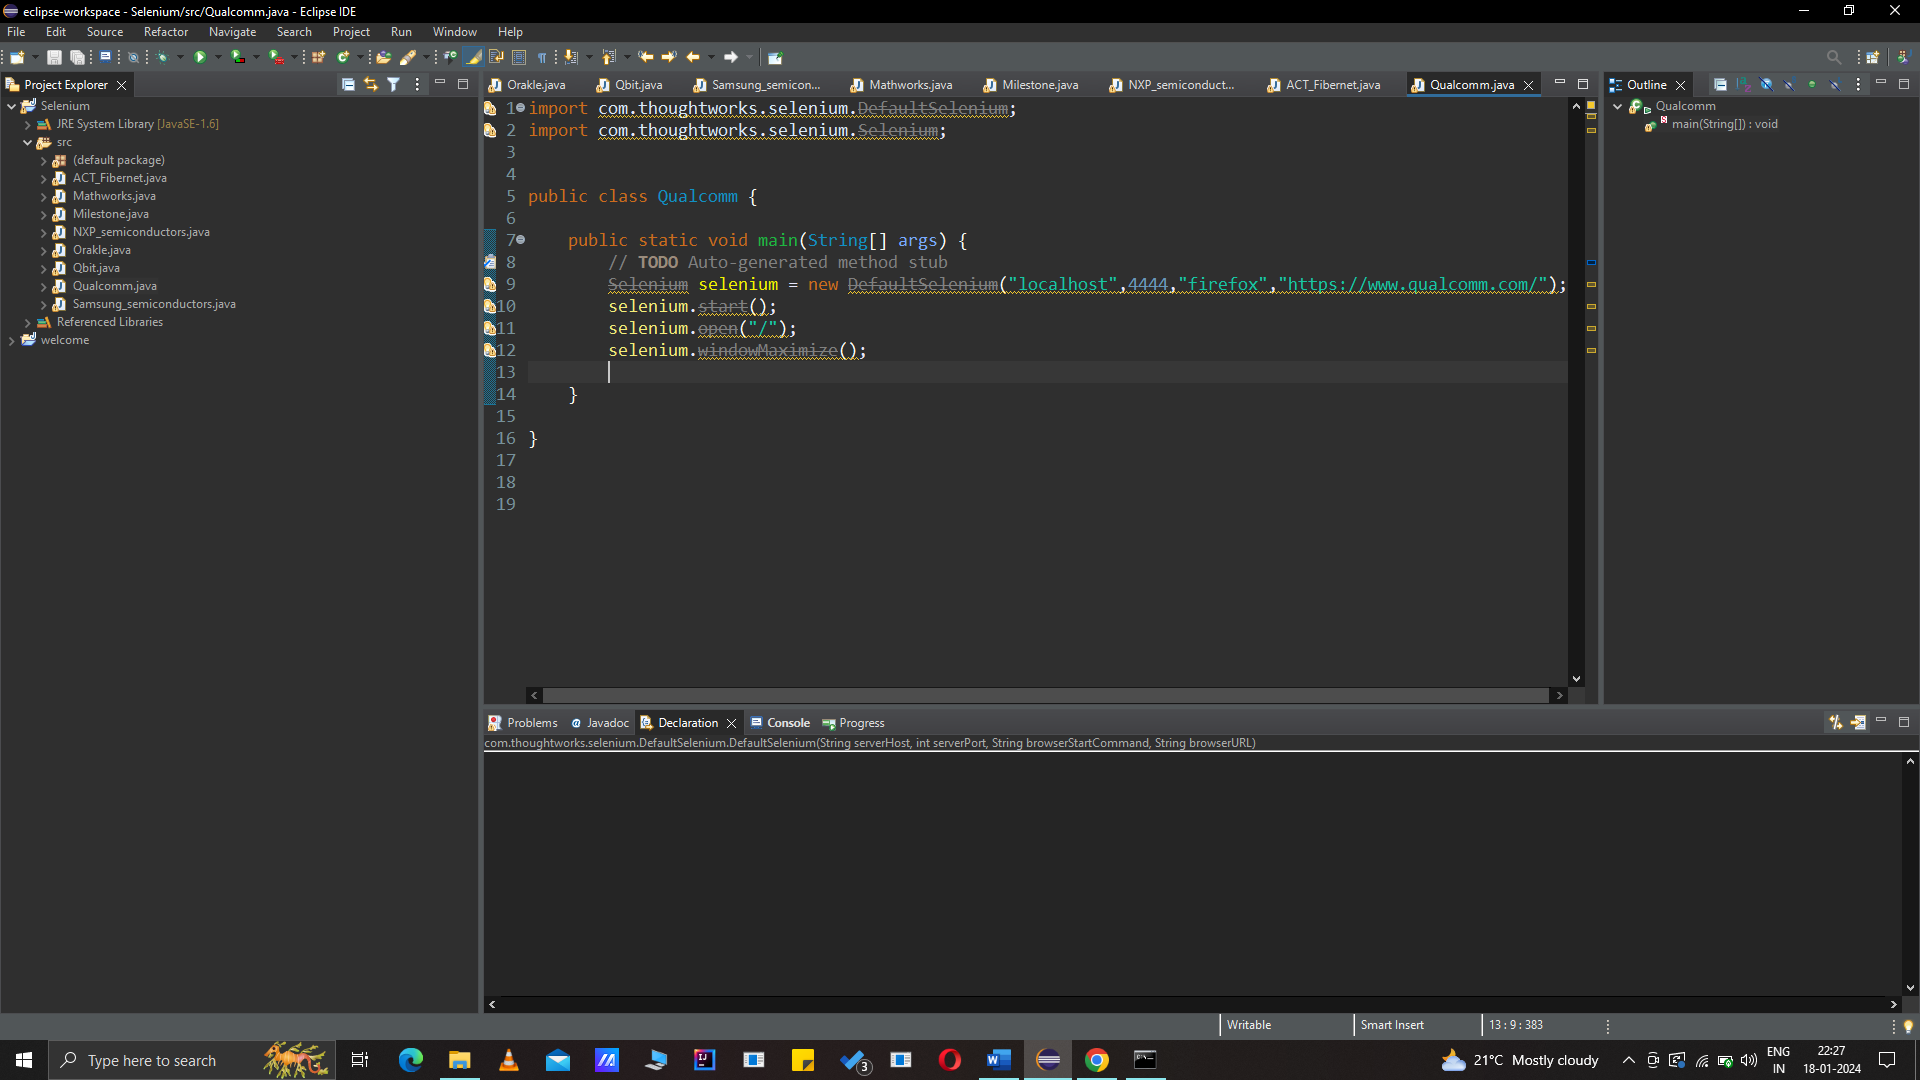 eclipse-workspace - Selenium/src/Qualcomm.java - Eclipse IDE
File Edit Source Refactor Navigate Search Project Run Window Help
Project Explorer
Selenium
JRE System Library [JavaSE-1.6]
src
(default package)
ACT_Fibernet.java
Mathworks.java
Milestone.java
NXP_semiconductors.java
Orakle.java
Qbit.java
Qualcomm.java
Samsung_semiconductors.java
Referenced Libraries
welcome
Orakle.java Qbit.java Samsung_semicon... Mathworks.java Milestone.java NXP_semiconduct... ACT_Fibernet.java Qualcomm.java
1 import com.thoughtworks.selenium.DefaultSelenium;
2 import com.thoughtworks.selenium.Selenium;
3
4
5 public class Qualcomm {
6
7 public static void main(String[] args) {
8 // TODO Auto-generated method stub
9 Selenium selenium = new DefaultSelenium("localhost",4444,"firefox","https://www.qualcomm.com/");
10 selenium.start();
11 selenium.open("/");
12 selenium.windowMaximize();
13
14 }
15
16 }
17
18
19
Outline
Qualcomm
main(String[]) : void
Problems Javadoc Declaration Console Progress
com.thoughtworks.selenium.DefaultSelenium.DefaultSelenium(String serverHost, int serverPort, String browserStartCommand, String browserURL)
Writable Smart Insert 13 : 9 : 383
Type here to search
3
21°C Mostly cloudy
ENG
IN
22:27
18-01-2024